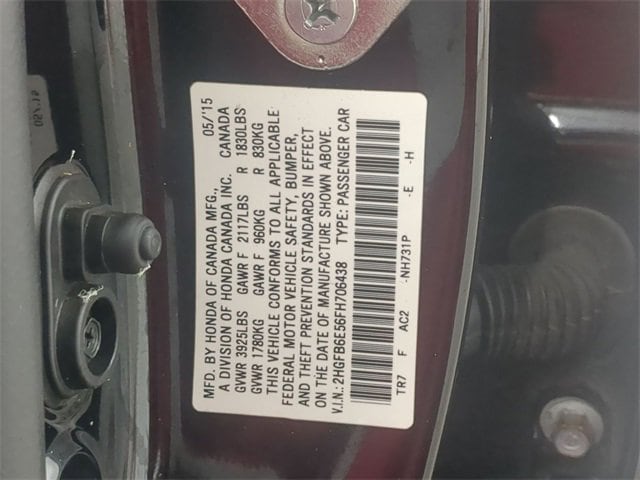 MFD. BY HONDA OF CANADA MFG., 05/'15
A DIVISION OF HONDA CANADA INC. CANADA
GVWR 3925LBS GAWR F 2117LBS R 1830LBS
GVWR 1780KG GAWR F 960KG R 830KG
THIS VEHICLE CONFORMS TO ALL APPLICABLE
FEDERAL MOTOR VEHICLE SAFETY, BUMPER,
AND THEFT PREVENTION STANDARDS IN EFFECT
ON THE DATE OF MANUFACTURE SHOWN ABOVE.
V.I.N.: 2HGFB6E56FH706438 TYPE: PASSENGER CAR
TR7 F AC2 -NH731P -E -H